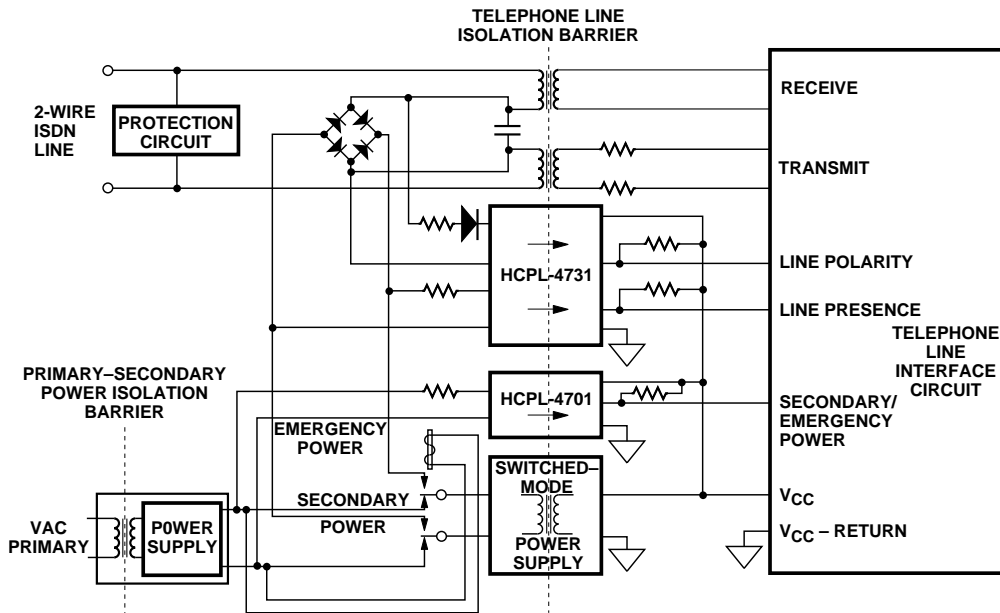 TELEPHONE LINE
ISOLATION BARRIER
2-WIRE
ISDN
LINE
PROTECTION
CIRCUIT
RECEIVE
TRANSMIT
HCPL-4731
LINE POLARITY
LINE PRESENCE
TELEPHONE
LINE
INTERFACE
CIRCUIT
PRIMARY–SECONDARY
POWER ISOLATION
BARRIER
HCPL-4701
SECONDARY/
EMERGENCY
POWER
EMERGENCY
POWER
SECONDARY
POWER
SWITCHED–
MODE
POWER
SUPPLY
VAC
PRIMARY
P0WER
SUPPLY
VCC
VCC – RETURN